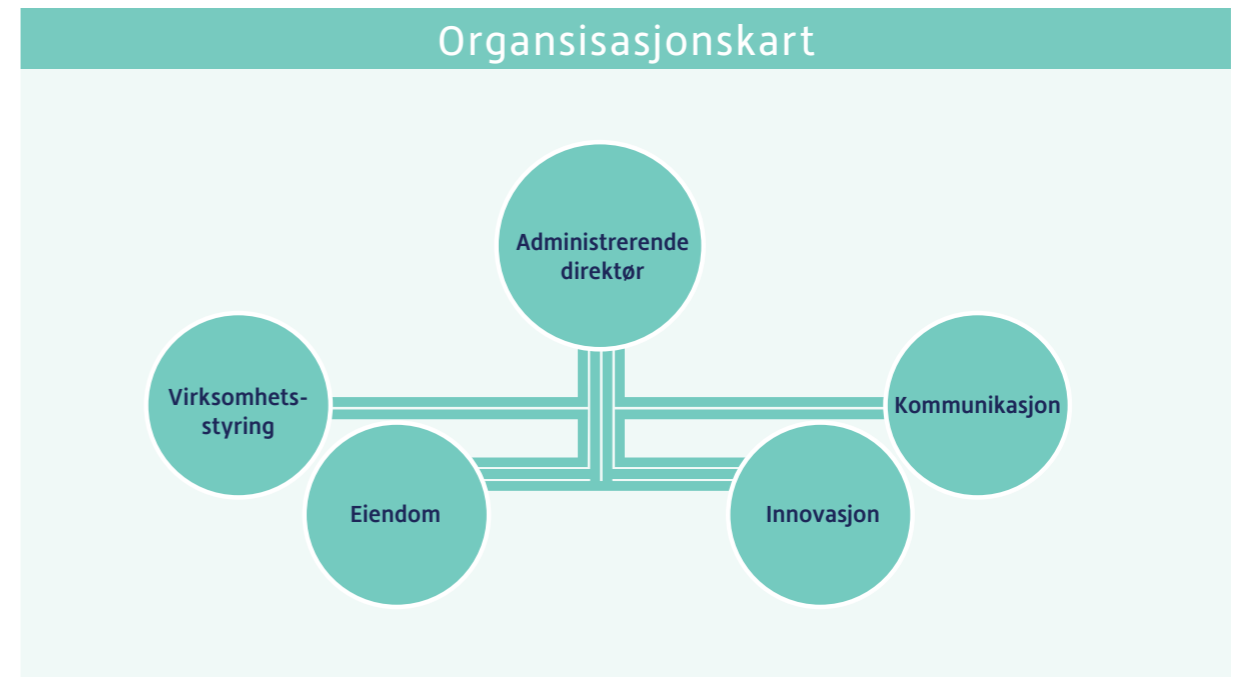 Organsisasjonskart
Administrerende
direktør
Virksomhets-
styring
Kommunikasjon
Eiendom
Innovasjon